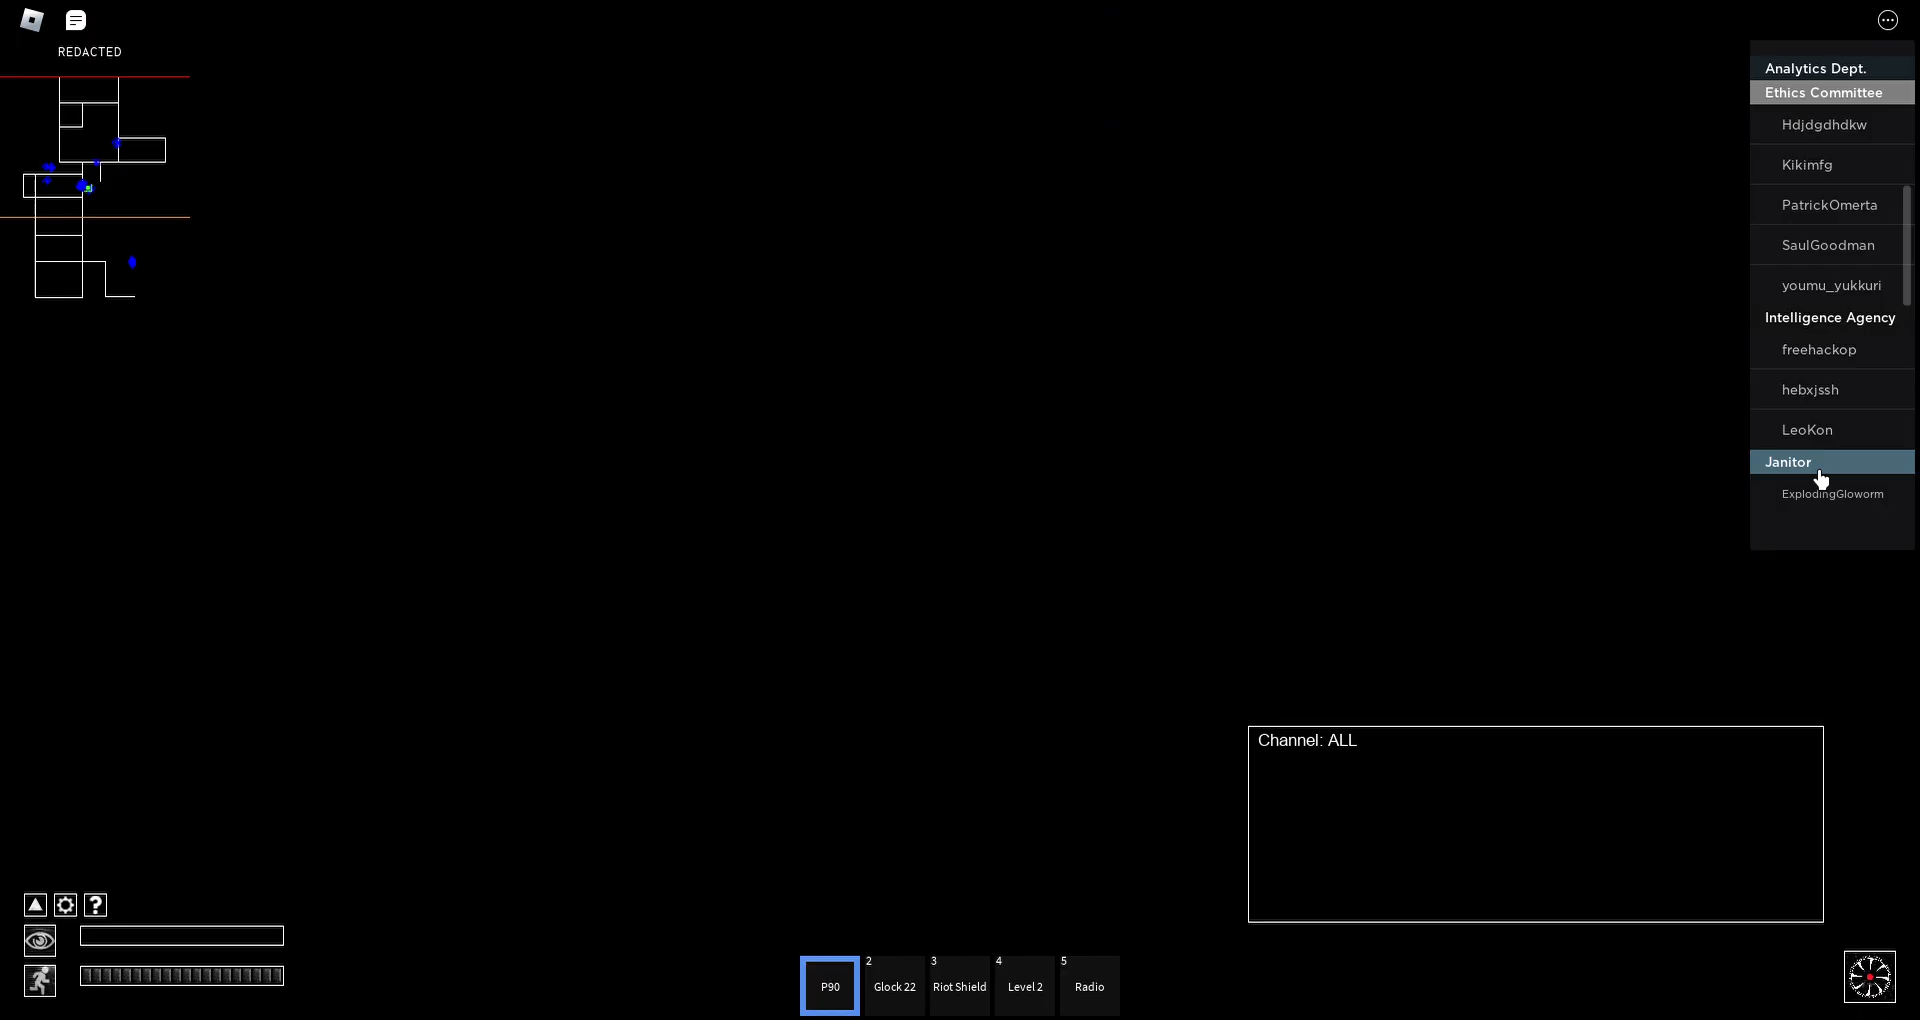 REDACTED
Analytics Dept.
Ethics Committee
Hdjdgdhdkw
Kikimfg
PatrickOmerta
SaulGoodman
youmu_yukkuri
Intelligence Agency
freehackop
hebxjssh
LeoKon
Janitor
ExplodingGloworm
Channel: ALL
?
P90
2
Glock 22
3
Riot Shield
4
Level 2
5
Radio